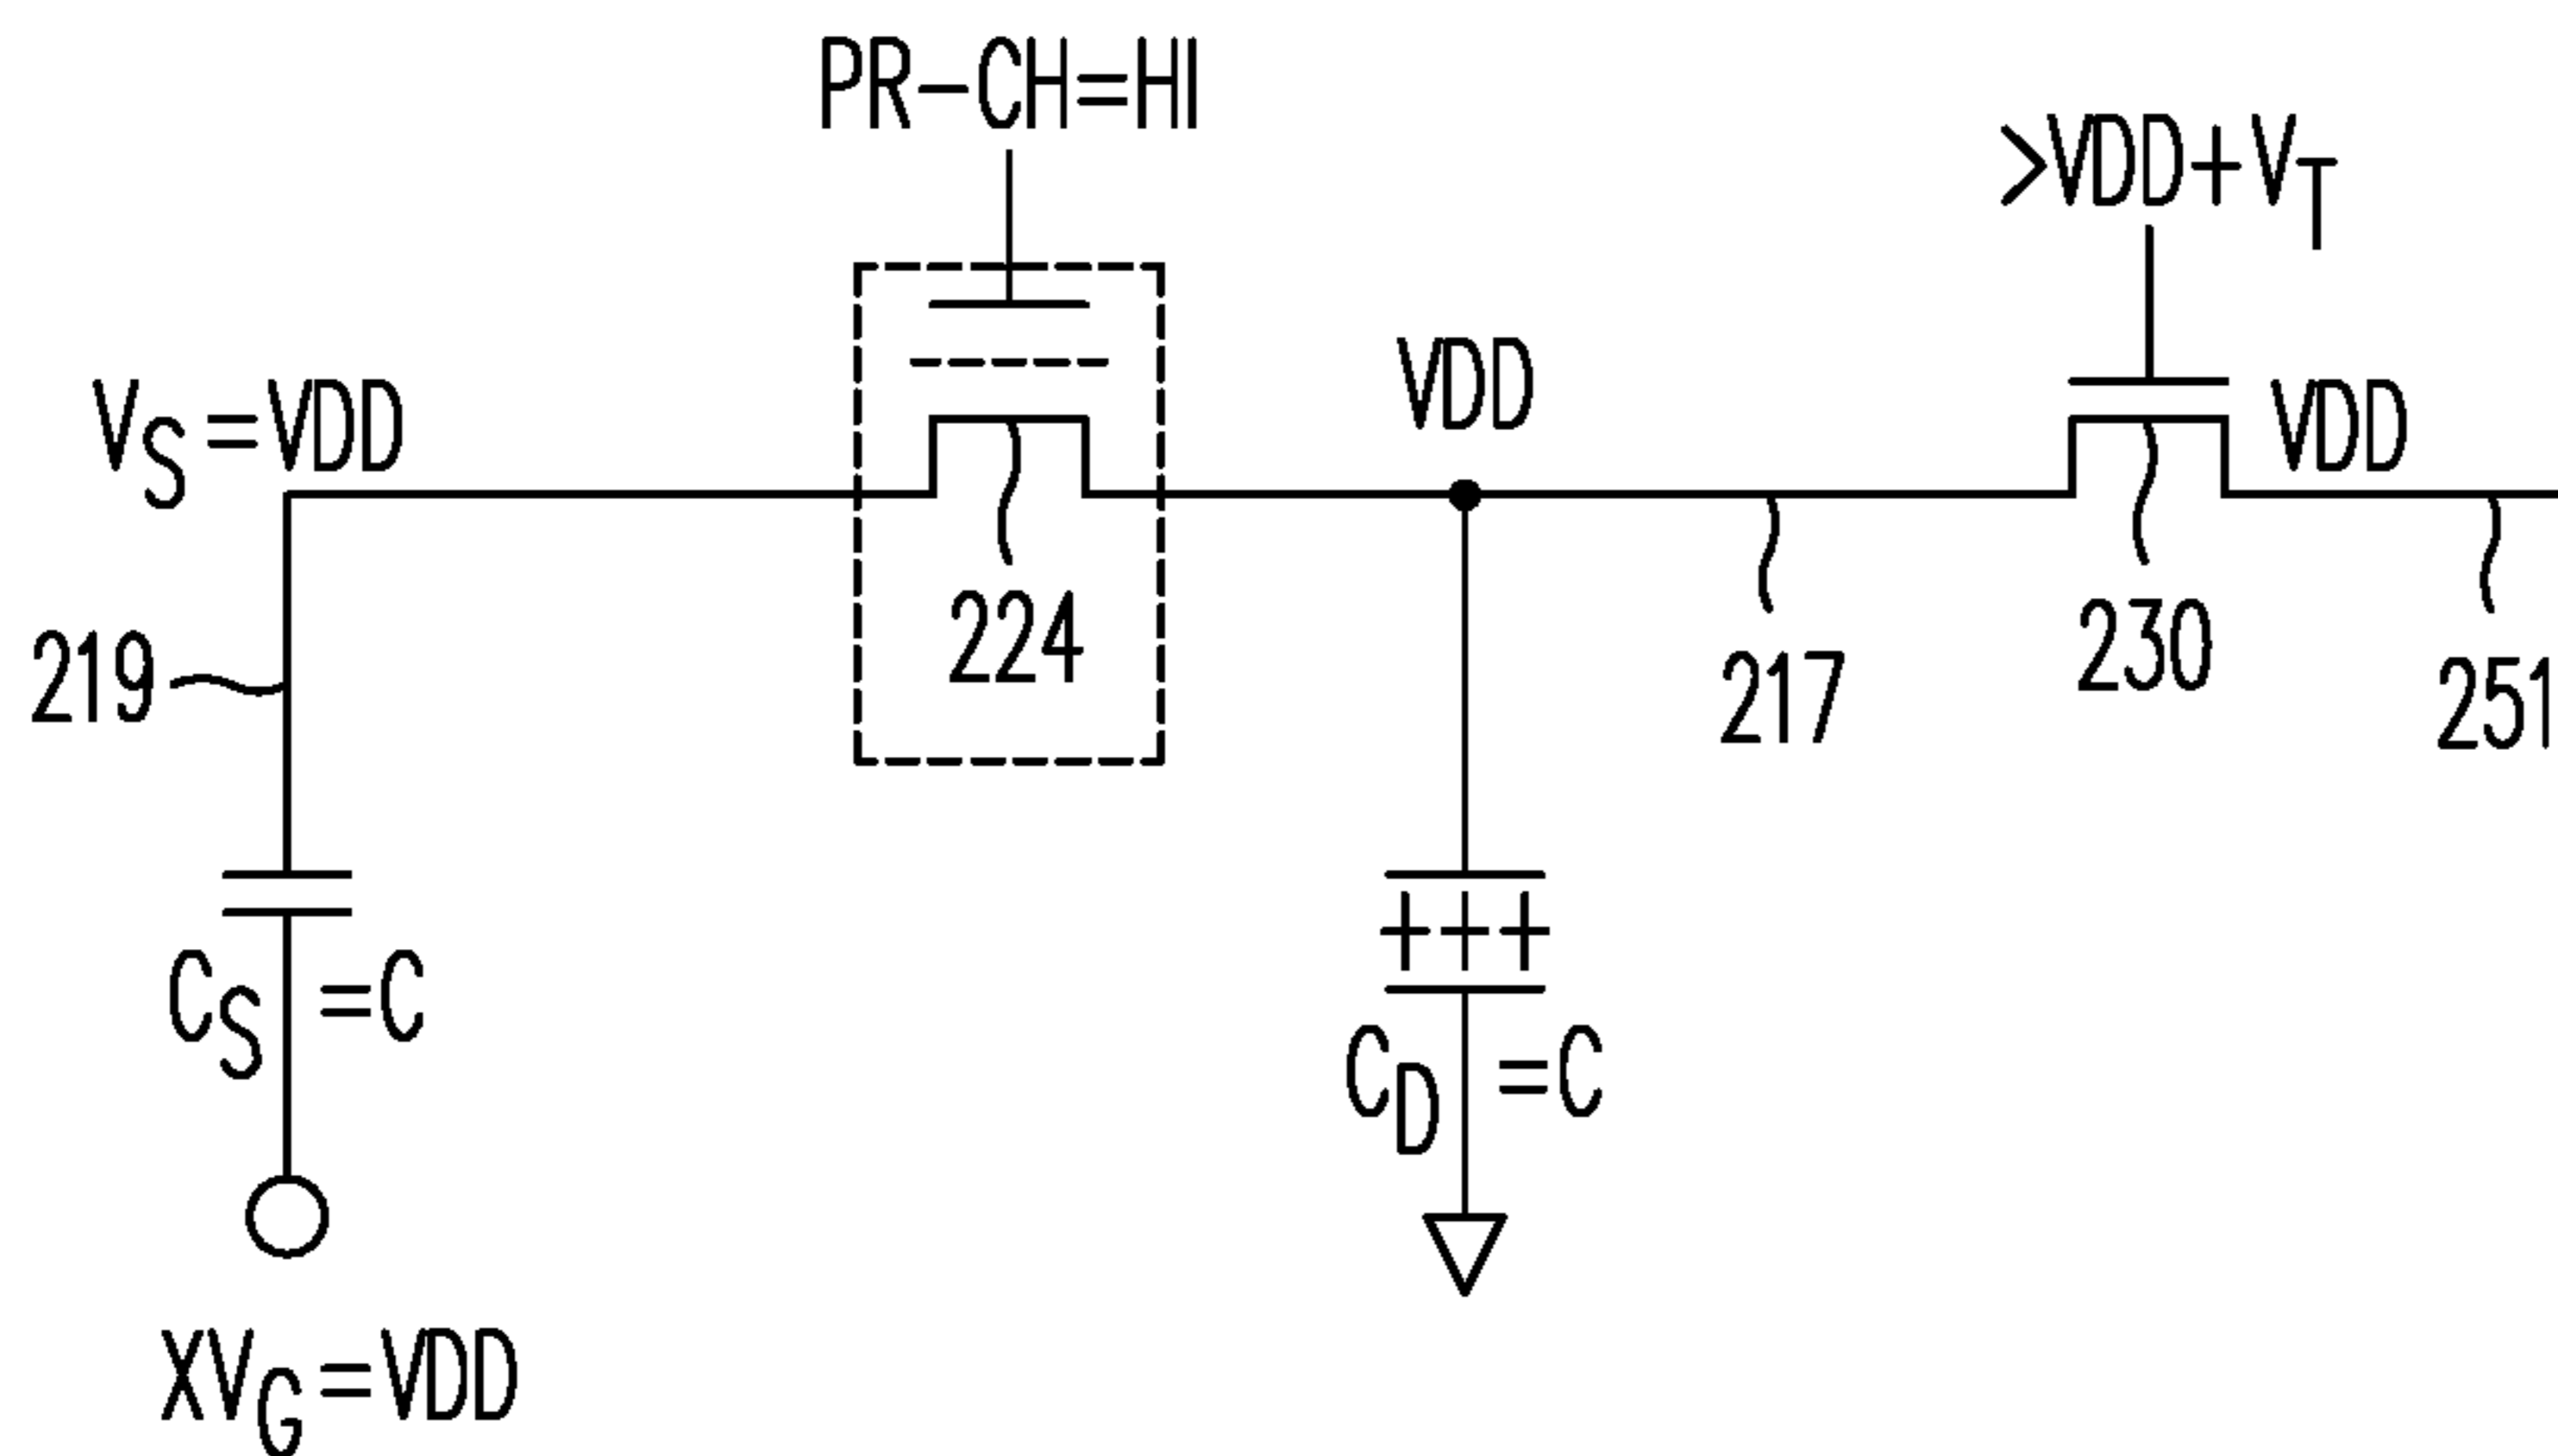 PR-CH=HI
>VDD+VT
VS=VDD
VDD
VDD
219
224
217
230
251
CS=C
CD=C
XVG=VDD